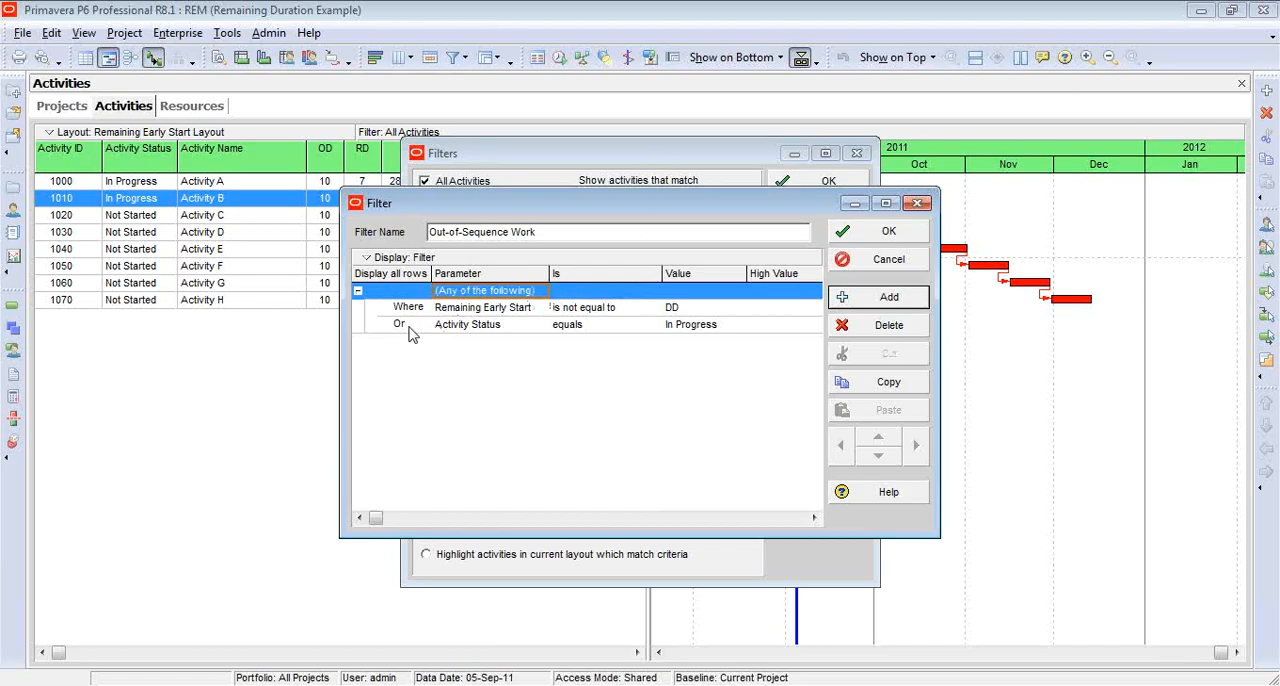 Primavera P6 Professional R8.1 : REM (Remaining Duration Example)
File Edit View Project Enterprise Tools Admin Help
Show on Bottom Show on Top
Activities
Projects Activities Resources
Layout: Remaining Early Start Layout Filter: All Activities
Activity ID Activity Status Activity Name OD RD 2011 2012
Oct Nov Dec Jan
1000 In Progress Activity A 10 7 28
1010 In Progress Activity B 10
1020 Not Started Activity C 10
1030 Not Started Activity D 10
1040 Not Started Activity E 10
1050 Not Started Activity F 10
1060 Not Started Activity G 10
1070 Not Started Activity H 10
Filters
All Activities Show activities that match OK
Filter
Filter Name Out-of-Sequence Work OK
Display: Filter Cancel
Display all rows Parameter Is Value High Value
(Any of the following) Add
Where Remaining Early Start is not equal to DD
Or Activity Status equals In Progress Delete
Cut
Copy
Paste
Help
Highlight activities in current layout which match criteria
Portfolio: All Projects User: admin Data Date: 05-Sep-11 Access Mode: Shared Baseline: Current Project